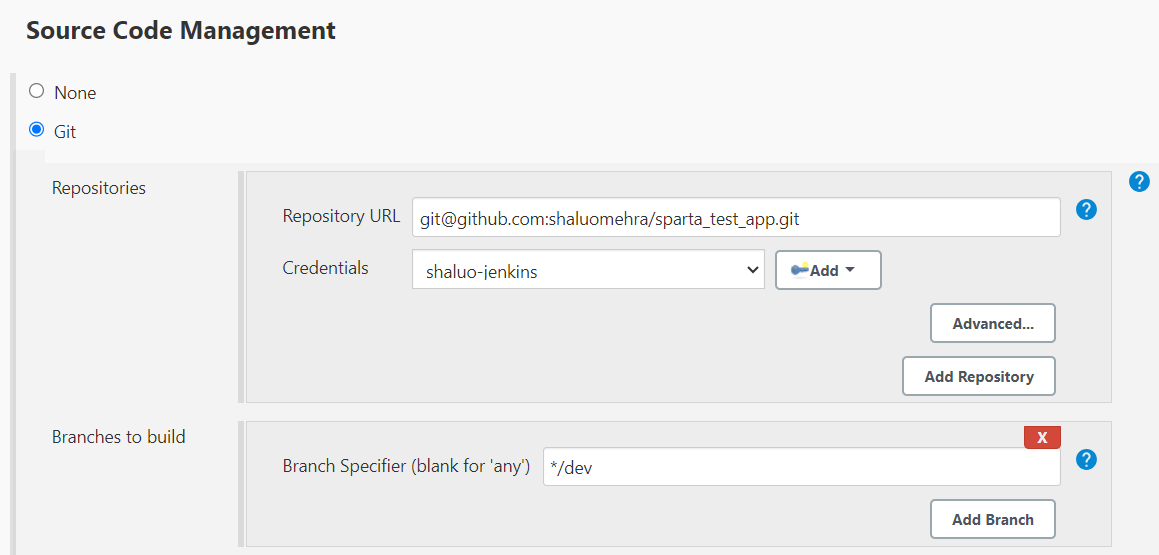 Source Code Management
None
Git
Repositories
?
Repository URL git@github.com:shaluomehra/sparta_test_app.git ?
Credentials shaluo-jenkins Add
Advanced...
Add Repository
Branches to build
X
Branch Specifier (blank for 'any') */dev ?
Add Branch